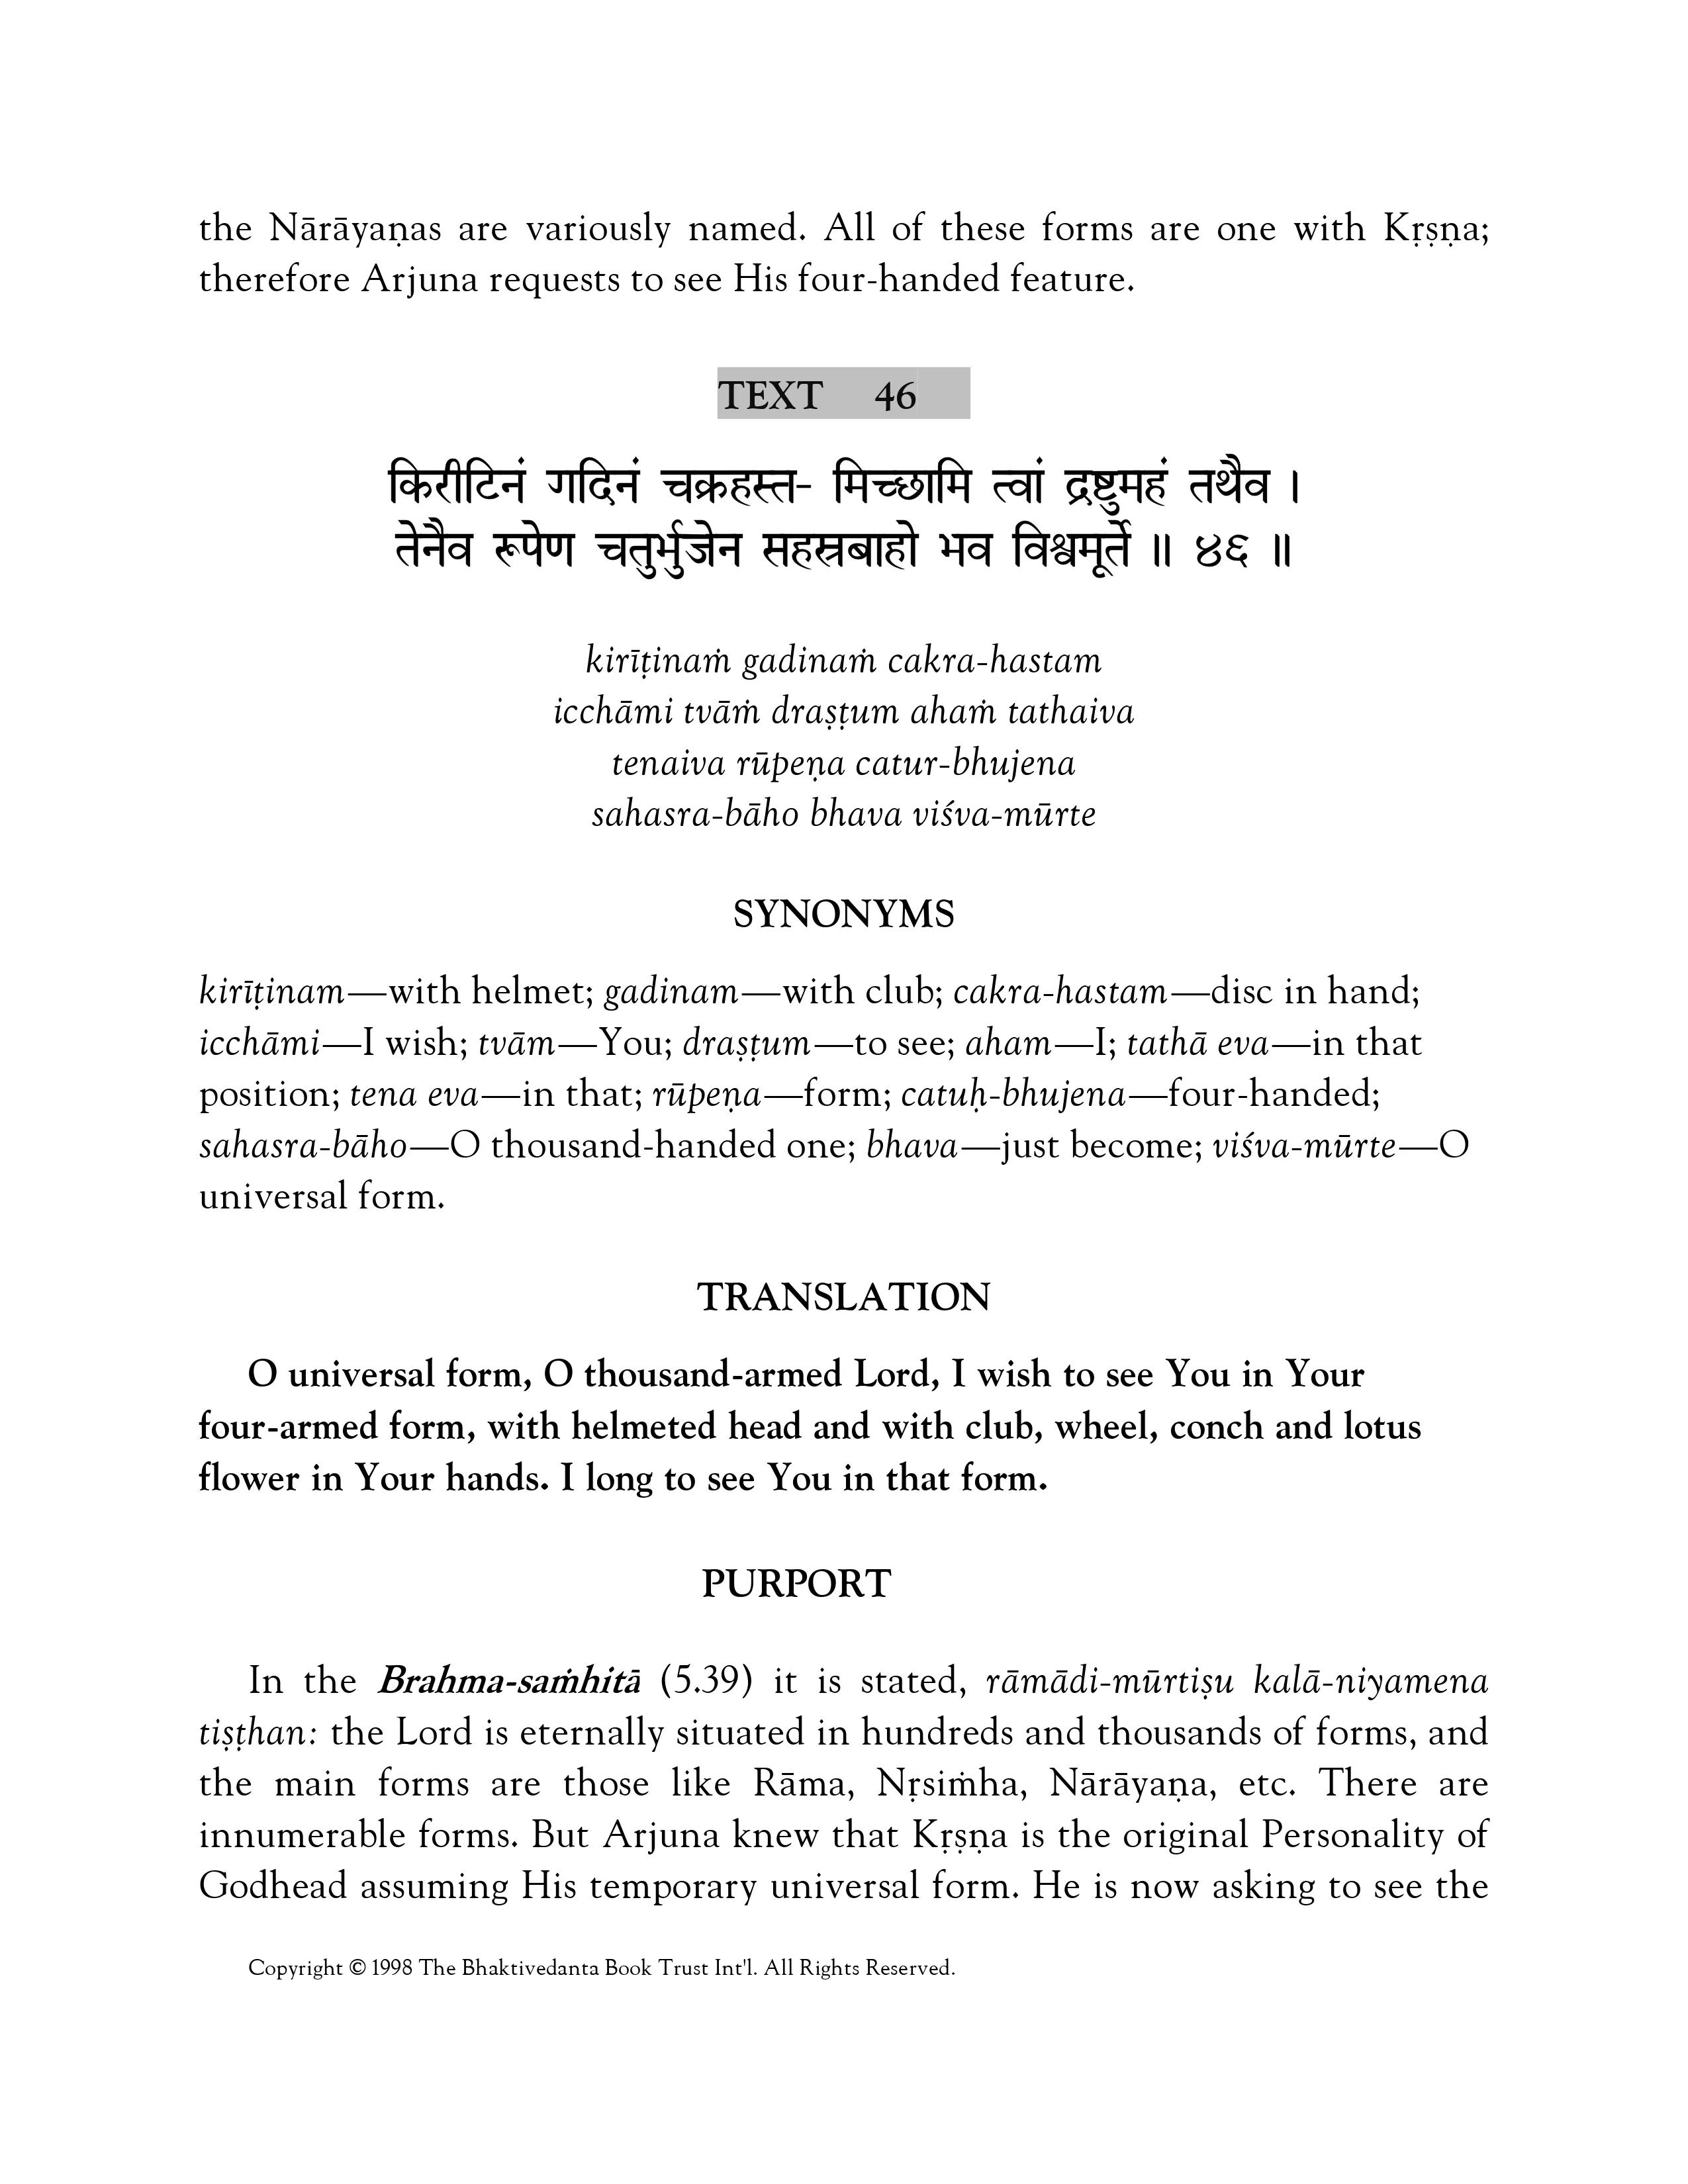 the Nārāyaṇas are variously named. All of these forms are one with Kṛṣṇa;
therefore Arjuna requests to see His four-handed feature.
TEXT 46
किरीटिनं गदिनं चक्रहस्त- मिच्छामि त्वां द्रष्टुमहं तथैव ।
तेनैव रूपेण चतुर्भुजेन सहस्रबाहो भव विश्वमूर्ते ॥ ४६ ॥
kirīṭinaṁ gadinaṁ cakra-hastam
icchāmi tvāṁ draṣṭum ahaṁ tathaiva
tenaiva rūpeṇa catur-bhujena
sahasra-bāho bhava viśva-mūrte
SYNONYMS
kirīṭinam—with helmet; gadinam—with club; cakra-hastam—disc in hand;
icchāmi—I wish; tvām—You; draṣṭum—to see; aham—I; tathā eva—in that
position; tena eva—in that; rūpeṇa—form; catuḥ-bhujena—four-handed;
sahasra-bāho—O thousand-handed one; bhava—just become; viśva-mūrte—O
universal form.
TRANSLATION
O universal form, O thousand-armed Lord, I wish to see You in Your
four-armed form, with helmeted head and with club, wheel, conch and lotus
flower in Your hands. I long to see You in that form.
PURPORT
In the Brahma-saṁhitā (5.39) it is stated, rāmādi-mūrtiṣu kalā-niyamena
tiṣṭhan: the Lord is eternally situated in hundreds and thousands of forms, and
the main forms are those like Rāma, Nṛsiṁha, Nārāyaṇa, etc. There are
innumerable forms. But Arjuna knew that Kṛṣṇa is the original Personality of
Godhead assuming His temporary universal form. He is now asking to see the
Copyright © 1998 The Bhaktivedanta Book Trust Int'l. All Rights Reserved.